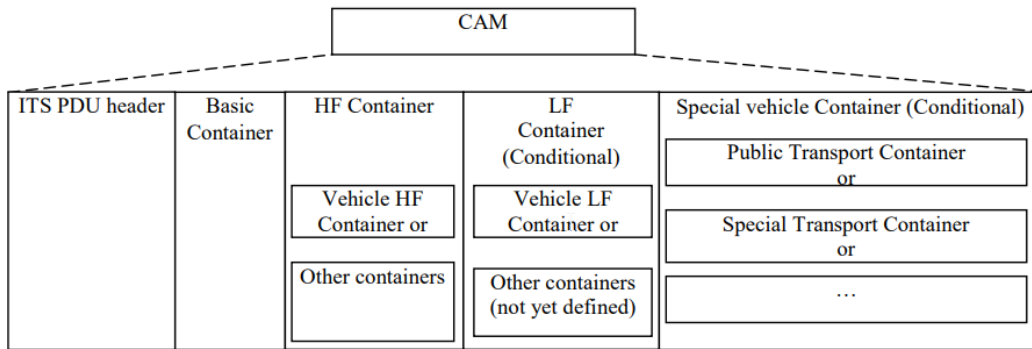 CAM
ITS PDU header
Basic
Container
HF Container
Vehicle HF
Container or
Other containers
LF
Container
(Conditional)
Vehicle LF
Container or
Other containers
(not yet defined)
Special vehicle Container (Conditional)
Public Transport Container
or
Special Transport Container
or
…